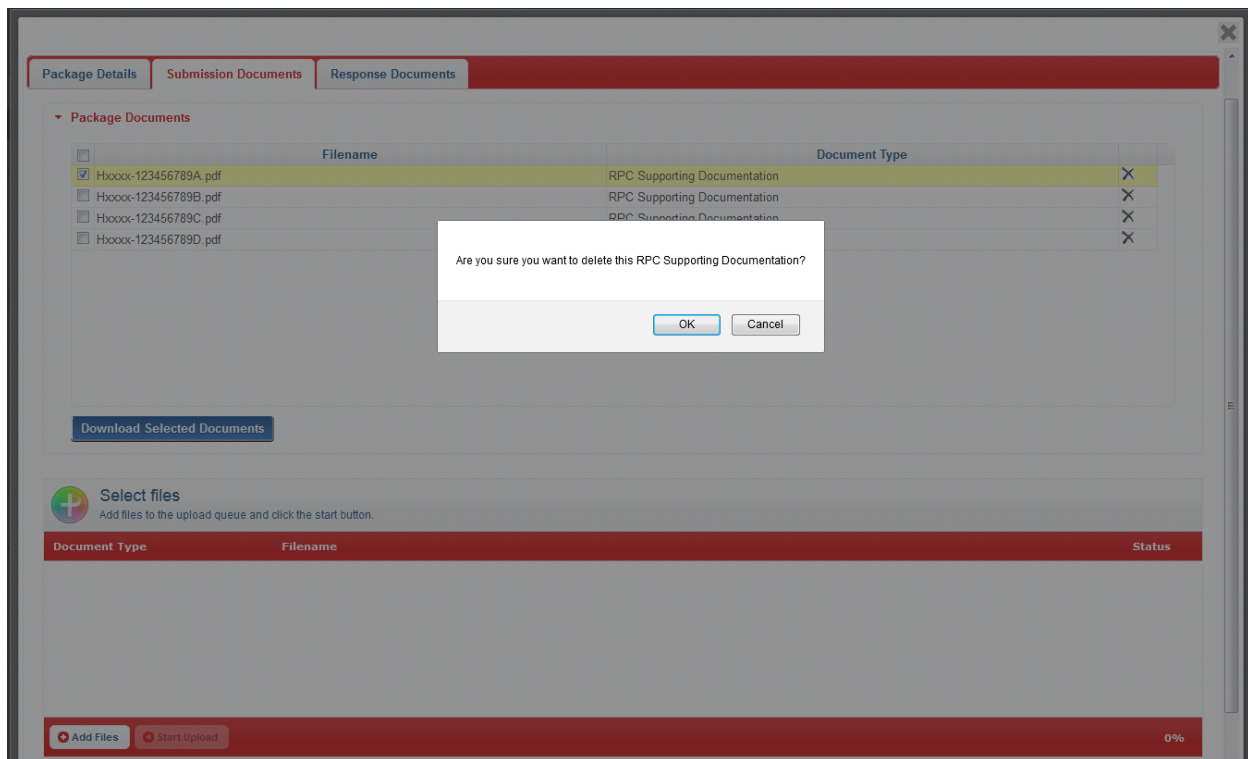 Package Details Submission Documents Response Documents
Package Documents
Filename Document Type
Hxxxx-123456789A.pdf RPC Supporting Documentation
Hxxxx-123456789B.pdf RPC Supporting Documentation
Hxxxx-123456789C.pdf RPC Supporting Documentation
Hxxxx-123456789D.pdf
Are you sure you want to delete this RPC Supporting Documentation?
OK Cancel
Download Selected Documents
Select files
Add files to the upload queue and click the start button.
Document Type Filename Status
Add Files Start Upload 0%